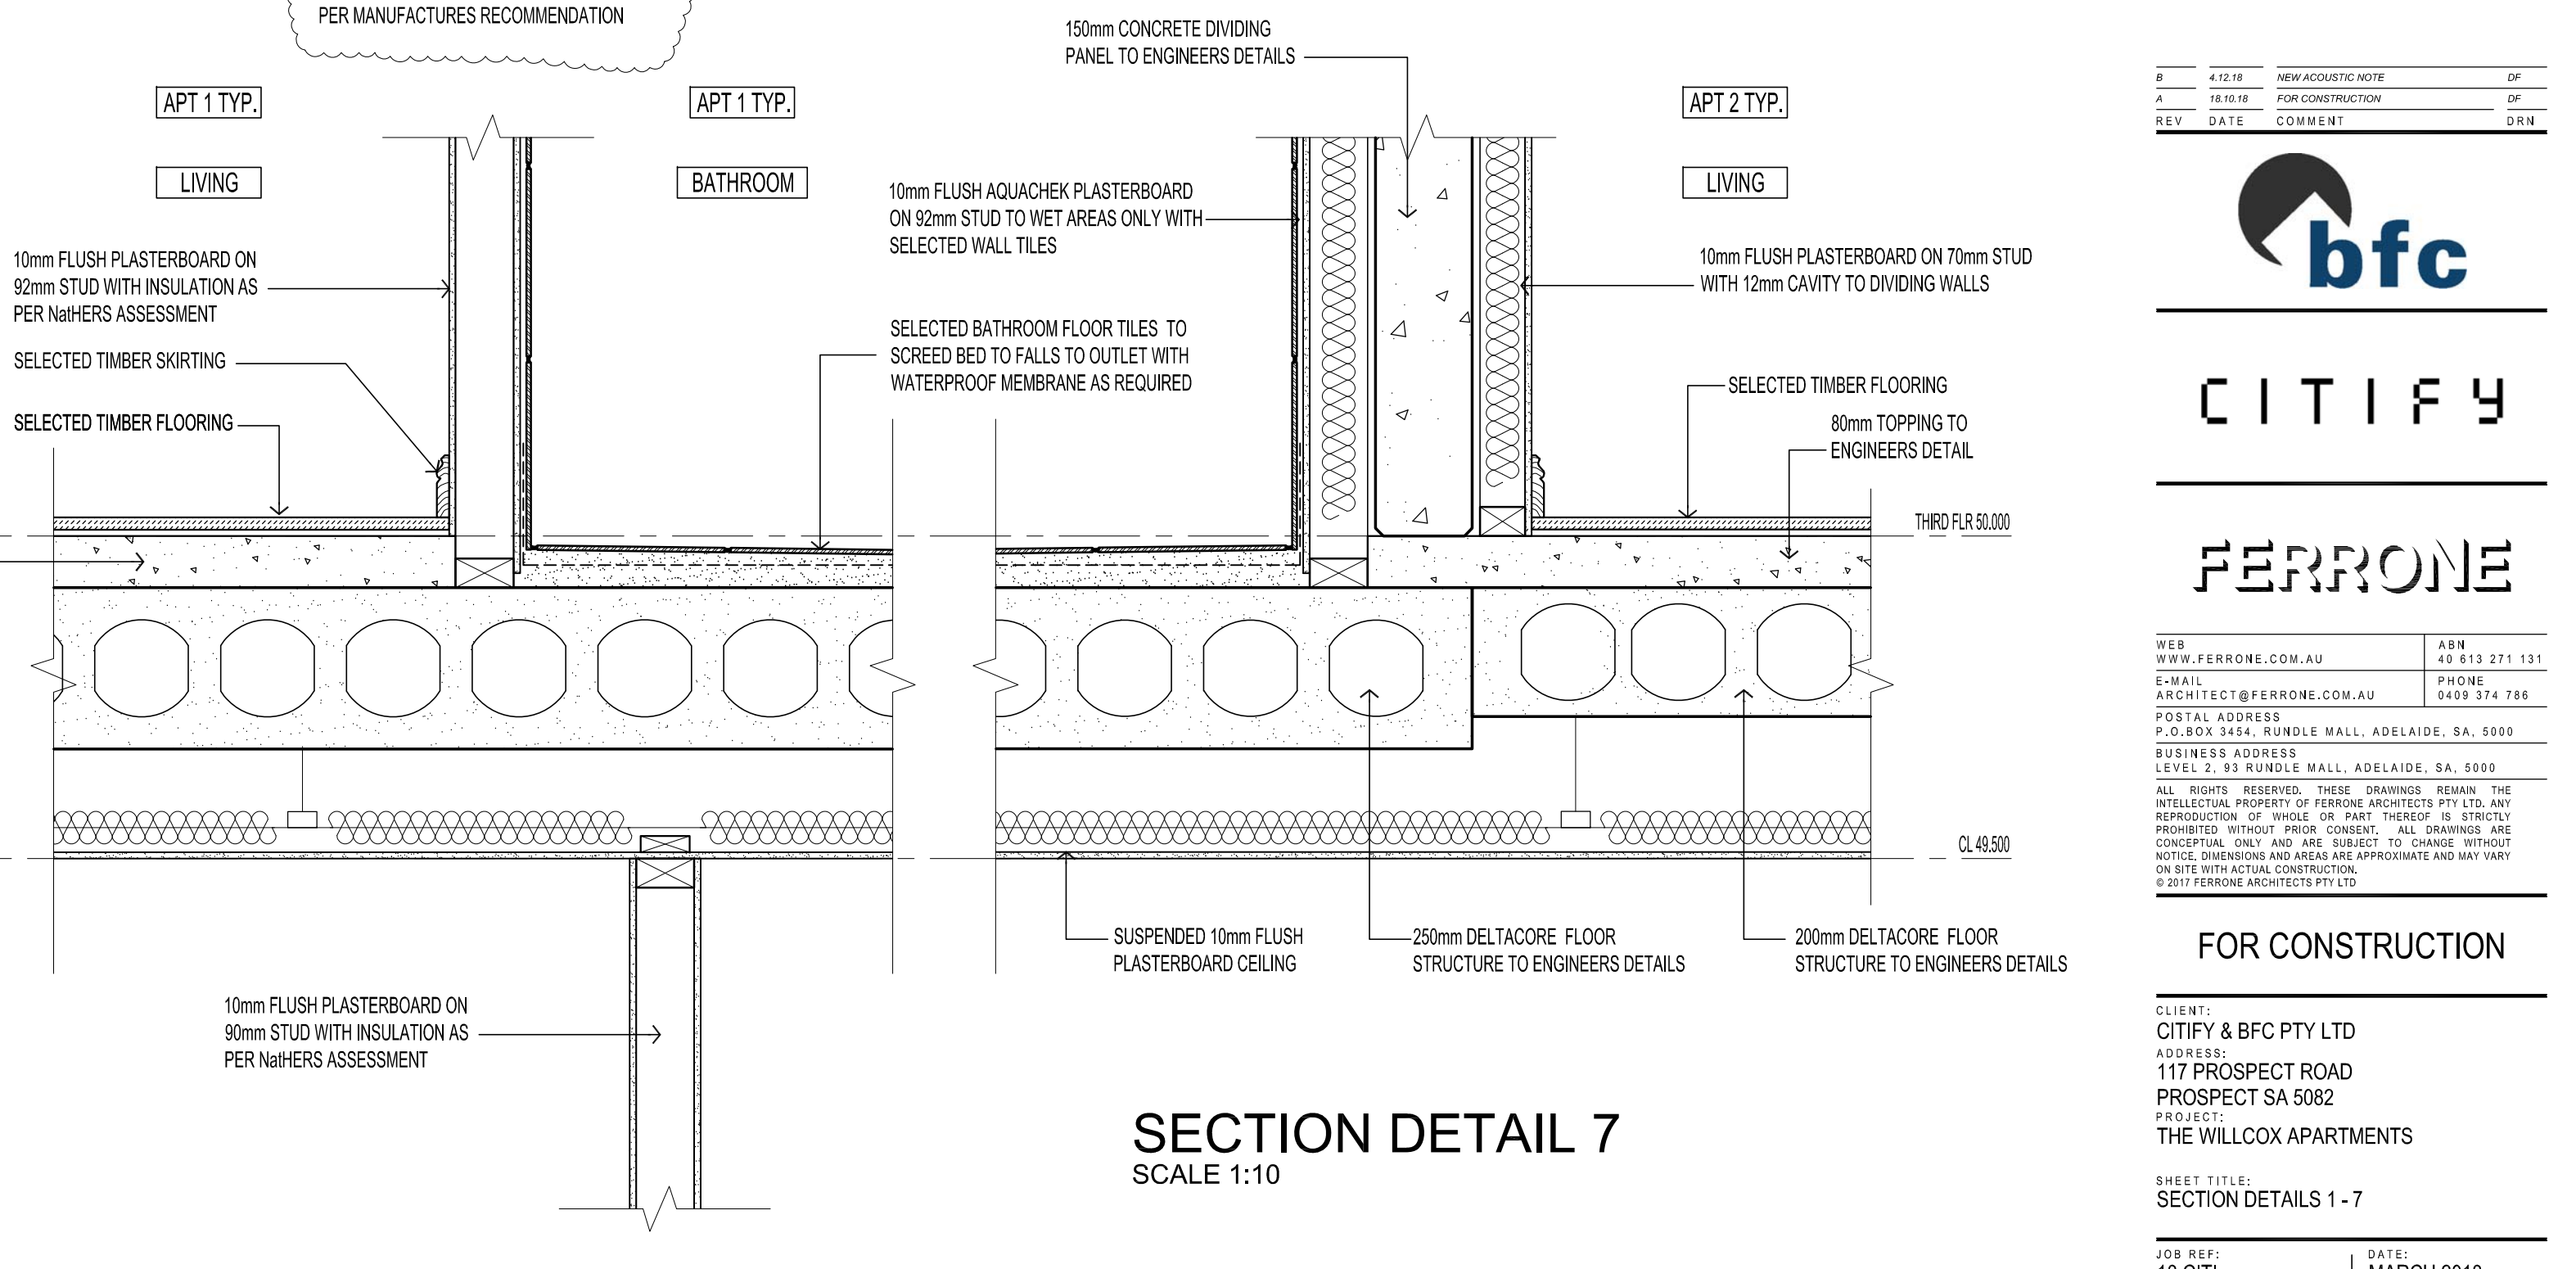 PER MANUFACTURES RECOMMENDATION
150mm CONCRETE DIVIDING
PANEL TO ENGINEERS DETAILS
APT 1 TYP.
APT 1 TYP.
APT 2 TYP.
LIVING
BATHROOM
LIVING
10mm FLUSH AQUACHEK PLASTERBOARD
ON 92mm STUD TO WET AREAS ONLY WITH
SELECTED WALL TILES
10mm FLUSH PLASTERBOARD ON
92mm STUD WITH INSULATION AS
PER NatHERS ASSESSMENT
10mm FLUSH PLASTERBOARD ON 70mm STUD
WITH 12mm CAVITY TO DIVIDING WALLS
SELECTED BATHROOM FLOOR TILES TO
SCREED BED TO FALLS TO OUTLET WITH
WATERPROOF MEMBRANE AS REQUIRED
SELECTED TIMBER SKIRTING
SELECTED TIMBER FLOORING
SELECTED TIMBER FLOORING
80mm TOPPING TO
ENGINEERS DETAIL
THIRD FLR 50.000
CL 49.500
SUSPENDED 10mm FLUSH
PLASTERBOARD CEILING
250mm DELTACORE FLOOR
STRUCTURE TO ENGINEERS DETAILS
200mm DELTACORE FLOOR
STRUCTURE TO ENGINEERS DETAILS
10mm FLUSH PLASTERBOARD ON
90mm STUD WITH INSULATION AS
PER NatHERS ASSESSMENT
SECTION DETAIL 7
SCALE 1:10
B 4.12.18 NEW ACOUSTIC NOTE DF
A 18.10.18 FOR CONSTRUCTION DF
REV DATE COMMENT DRN
bfc
CITIFY
FERRONE
WEB
WWW.FERRONE.COM.AU
ABN
40 613 271 131
E-MAIL
ARCHITECT@FERRONE.COM.AU
PHONE
0409 374 786
POSTAL ADDRESS
P.O.BOX 3454, RUNDLE MALL, ADELAIDE, SA, 5000
BUSINESS ADDRESS
LEVEL 2, 93 RUNDLE MALL, ADELAIDE, SA, 5000
ALL RIGHTS RESERVED. THESE DRAWINGS REMAIN THE
INTELLECTUAL PROPERTY OF FERRONE ARCHITECTS PTY LTD. ANY
REPRODUCTION OF WHOLE OR PART THEREOF IS STRICTLY
PROHIBITED WITHOUT PRIOR CONSENT. ALL DRAWINGS ARE
CONCEPTUAL ONLY AND ARE SUBJECT TO CHANGE WITHOUT
NOTICE. DIMENSIONS AND AREAS ARE APPROXIMATE AND MAY VARY
ON SITE WITH ACTUAL CONSTRUCTION.
© 2017 FERRONE ARCHITECTS PTY LTD
FOR CONSTRUCTION
CLIENT:
CITIFY & BFC PTY LTD
ADDRESS:
117 PROSPECT ROAD
PROSPECT SA 5082
PROJECT:
THE WILLCOX APARTMENTS
SHEET TITLE:
SECTION DETAILS 1 - 7
JOB REF:
DATE: